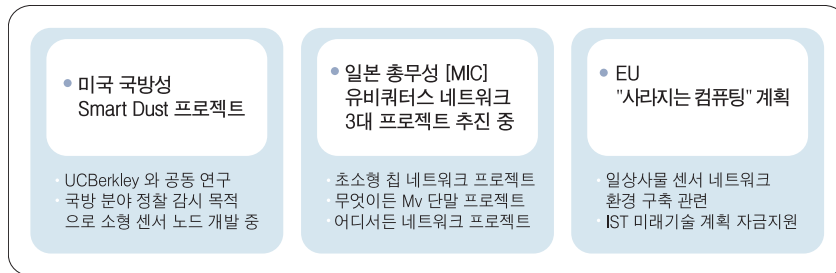 • 미국 국방성
Smart Dust 프로젝트
· UCBerkley 와 공동 연구
· 국방 분야 정찰 감시 목적
으로 소형 센서 노드 개발 중
• 일본 총무성 [MIC]
유비쿼터스 네트워크
3대 프로젝트 추진 중
· 초소형 칩 네트워크 프로젝트
· 무엇이든 Mv 단말 프로젝트
· 어디서든 네트워크 프로젝트
• EU
"사라지는 컴퓨팅" 계획
· 일상사물 센서 네트워크
환경 구축 관련
· IST 미래기술 계획 자금지원